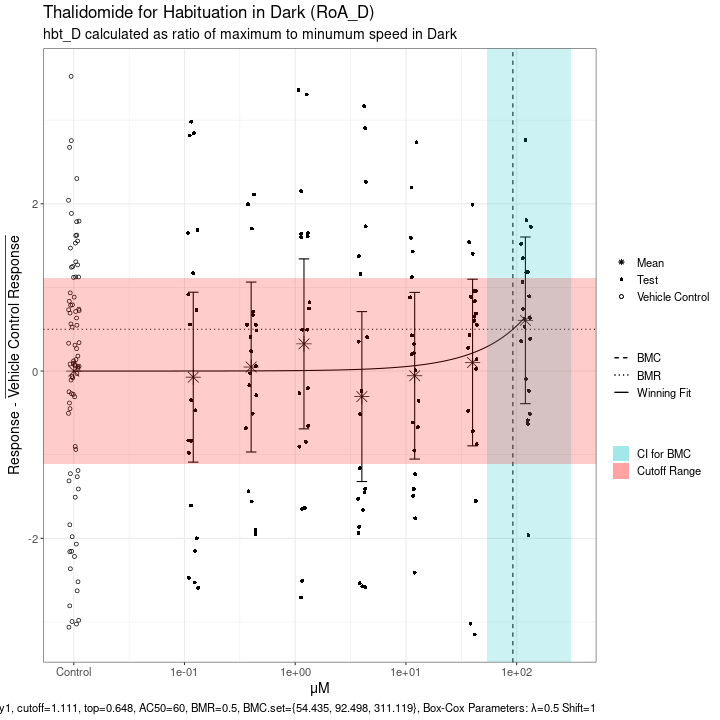 Thalidomide for Habituation in Dark (RoA_D)
hbt_D calculated as ratio of maximum to minumum speed in Dark
Response - Vehicle Control Response
2
0
-2
Control
1e-01
1e+00
1e+01
1e+02
μM
Mean
Test
Vehicle Control
BMC
BMR
Winning Fit
CI for BMC
Cutoff Range
y1, cutoff=1.111, top=0.648, AC50=60, BMR=0.5, BMC.set={54.435, 92.498, 311.119}, Box-Cox Parameters: λ=0.5 Shift=1